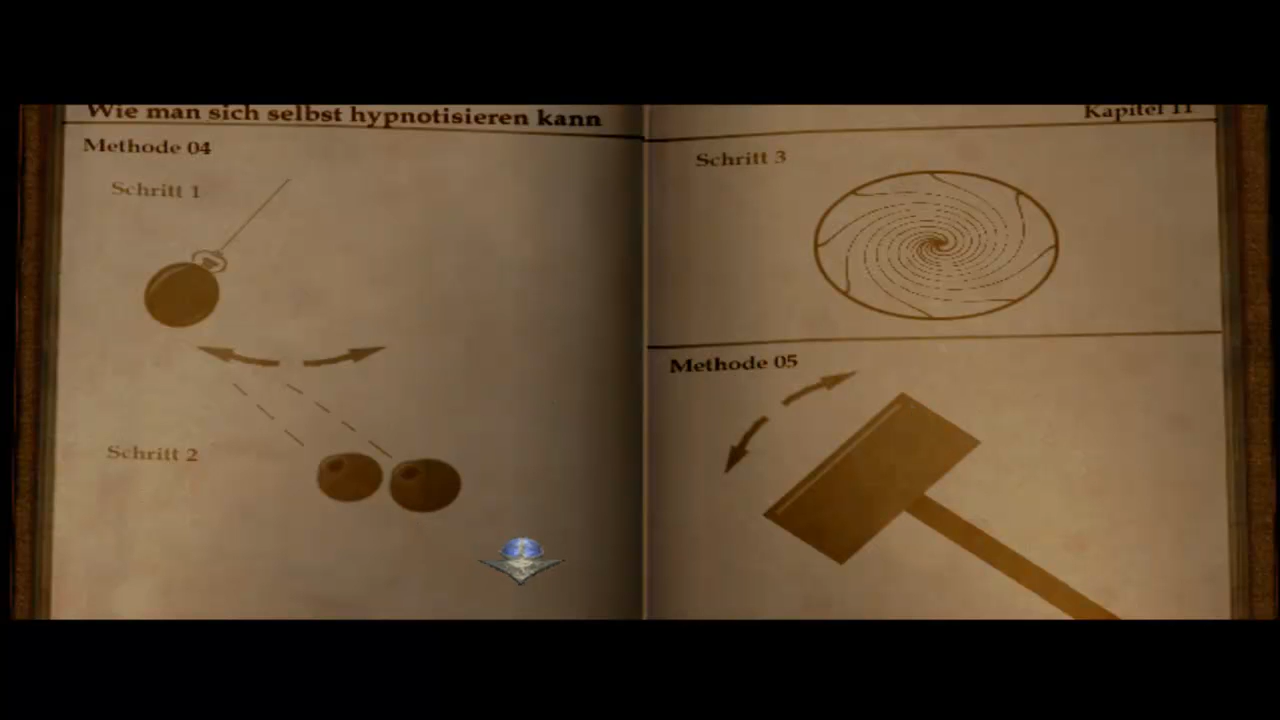 Wie man sich selbst hypnotisieren kann
Methode 04
Schritt 1
Schritt 2
Kapitel 11
Schritt 3
Methode 05